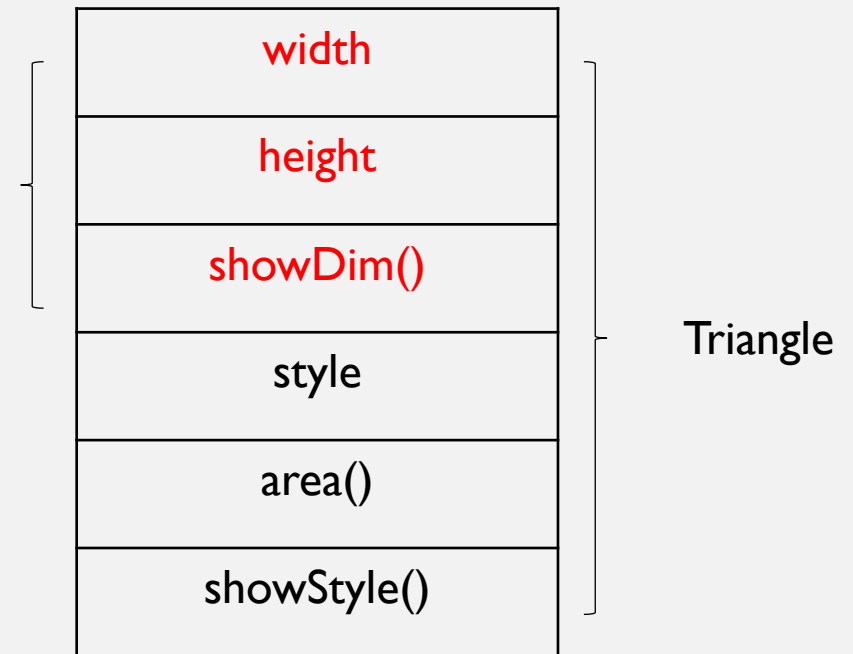 width
height
showDim()
style
area()
showStyle()
Triangle